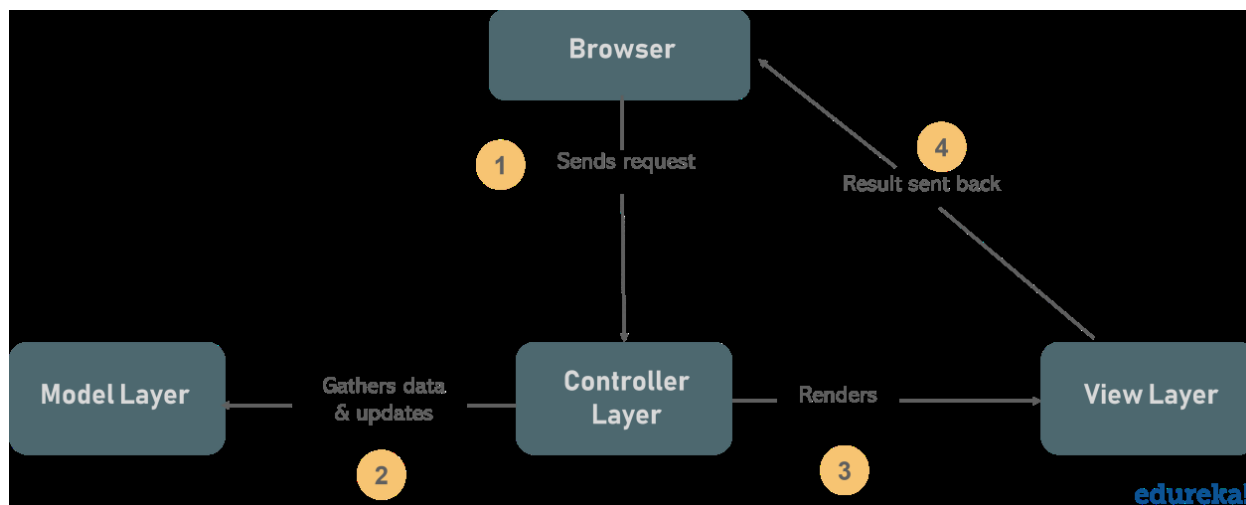 Browser
1
Sends request
4
Result sent back
Model Layer
Gathers data
& updates
2
Controller
Layer
Renders
3
View Layer
edureka!